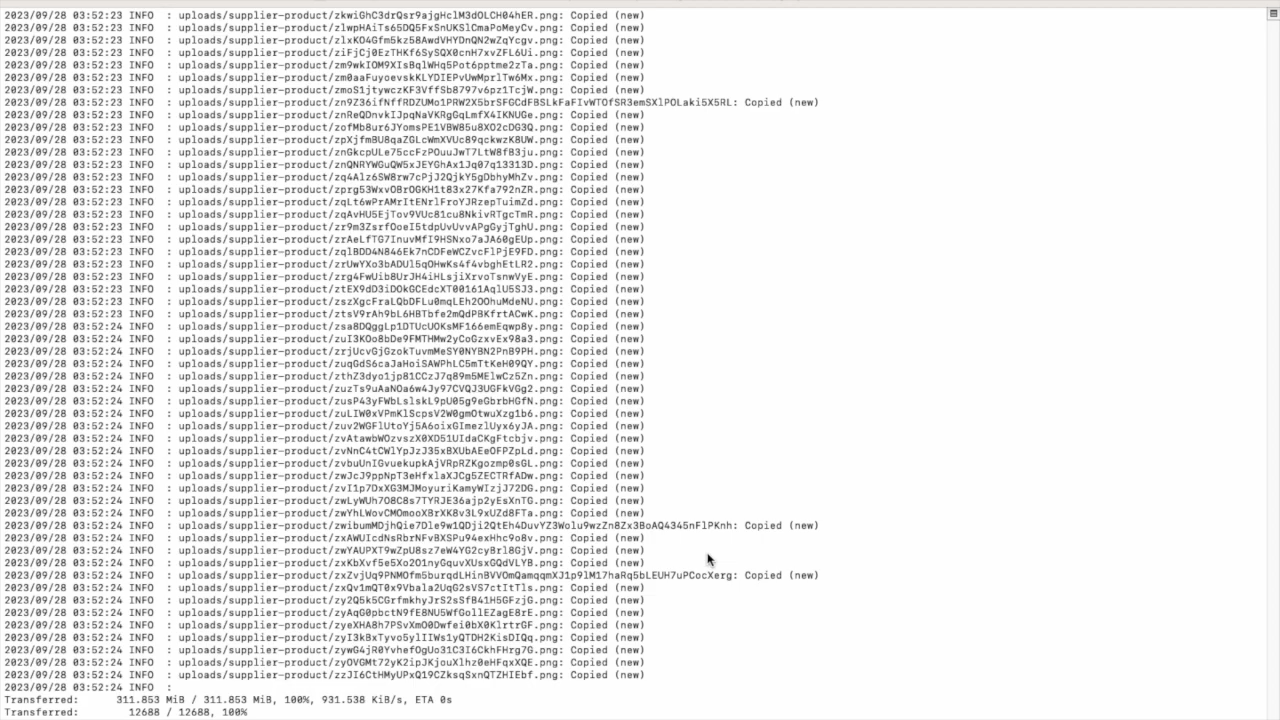 2023/09/28 03:52:23 INFO  : uploads/supplier-product/zkwiGhC3drQsr9ajgHclM3dOLCH04hER.png: Copied (new)
2023/09/28 03:52:23 INFO  : uploads/supplier-product/zlwpHAiTs65DQ5FxSnUKSlCmaPoMeyCv.png: Copied (new)
2023/09/28 03:52:23 INFO  : uploads/supplier-product/zlxKO4Gfm5kz58AwdVHYDnQN2wZqYcgv.png: Copied (new)
2023/09/28 03:52:23 INFO  : uploads/supplier-product/ziFjCj0EzTHKf6SySQX0cnH7xvZFL6Ui.png: Copied (new)
2023/09/28 03:52:23 INFO  : uploads/supplier-product/zm9wkIOM9XIsBqlWHq5Pot6pptme2zTa.png: Copied (new)
2023/09/28 03:52:23 INFO  : uploads/supplier-product/zm0aaFuyoevskKLYDIEPvUwMprlTw6Mx.png: Copied (new)
2023/09/28 03:52:23 INFO  : uploads/supplier-product/zmoS1jtywczKF3VffSb8797v6pz1TcjW.png: Copied (new)
2023/09/28 03:52:23 INFO  : uploads/supplier-product/zn9Z36ifNffRDZUMo1PRW2X5brSFGCdFBSLkFaFIvWTOfSR3emSXlPOLaki5X5RL: Copied (new)
2023/09/28 03:52:23 INFO  : uploads/supplier-product/znReQDnvkIJpqNaVKRgGqLmfX4IKNUGe.png: Copied (new)
2023/09/28 03:52:23 INFO  : uploads/supplier-product/zofMb8ur6JYomsPE1VBW85u8XO2cDG3Q.png: Copied (new)
2023/09/28 03:52:23 INFO  : uploads/supplier-product/zpXjfmBU8qaZGLcWmXVUc89qckwzK8UW.png: Copied (new)
2023/09/28 03:52:23 INFO  : uploads/supplier-product/znGkcpULe75ccFzPOuuJwT7LtW8fB3ju.png: Copied (new)
2023/09/28 03:52:23 INFO  : uploads/supplier-product/znQNRYWGuQW5xJEYGhAx1Jq07q13313D.png: Copied (new)
2023/09/28 03:52:23 INFO  : uploads/supplier-product/zq4Alz6SW8rw7cPjJ2QjkY5gDbhyMhZv.png: Copied (new)
2023/09/28 03:52:23 INFO  : uploads/supplier-product/zprg53WxvOBrOGKH1t83x27Kfa792nZR.png: Copied (new)
2023/09/28 03:52:23 INFO  : uploads/supplier-product/zqLt6wPrAMrItENrlFroYJRzepTuimZd.png: Copied (new)
2023/09/28 03:52:23 INFO  : uploads/supplier-product/zqAvHU5EjTov9VUc81cu8NkivRTgcTmR.png: Copied (new)
2023/09/28 03:52:23 INFO  : uploads/supplier-product/zr9m3ZsrfOoeI5tdpUvUvvAPgGyjTghU.png: Copied (new)
2023/09/28 03:52:23 INFO  : uploads/supplier-product/zrAeLfTG7InuvMfI9HSNxo7aJA60gEUp.png: Copied (new)
2023/09/28 03:52:23 INFO  : uploads/supplier-product/zqlBDD4N846Ek7nCDFeWCZvcFlPjE9FD.png: Copied (new)
2023/09/28 03:52:23 INFO  : uploads/supplier-product/zrUwYXo3bADUl5qOHwKs4f4vbghEtLR2.png: Copied (new)
2023/09/28 03:52:23 INFO  : uploads/supplier-product/zrg4FwUib8UrJH4iHLsjiXrvoTsnwVyE.png: Copied (new)
2023/09/28 03:52:23 INFO  : uploads/supplier-product/ztEX9dD3iDOkGCEdcXT00161AqlU5SJ3.png: Copied (new)
2023/09/28 03:52:23 INFO  : uploads/supplier-product/zszXgcFraLQbDFLu0mqLEh2OOhuMdeNU.png: Copied (new)
2023/09/28 03:52:23 INFO  : uploads/supplier-product/ztsV9rAh9bL6HBTbfe2mQdPBKfrtACwK.png: Copied (new)
2023/09/28 03:52:24 INFO  : uploads/supplier-product/zsa8DQggLp1DTUcUOKsMF166emEqwp8y.png: Copied (new)
2023/09/28 03:52:24 INFO  : uploads/supplier-product/zuI3KOo8bDe9FMTHMw2yCoGzxvEx98a3.png: Copied (new)
2023/09/28 03:52:24 INFO  : uploads/supplier-product/zrjUcvGjGzokTuvmMeSY0NYBN2PnB9PH.png: Copied (new)
2023/09/28 03:52:24 INFO  : uploads/supplier-product/zuqGdS6caJaHoiSAWPhLC5mTtKeH09QY.png: Copied (new)
2023/09/28 03:52:24 INFO  : uploads/supplier-product/thZ3dyo1jp81CCzJ7q89m5MElwCz5Zn.png: Copied (new)
2023/09/28 03:52:24 INFO  : uploads/supplier-product/zuzTs9uAaNOa6w4Jy97CVQJ3UGFkVGg2.png: Copied (new)
2023/09/28 03:52:24 INFO  : uploads/supplier-product/zusP43yFWbLslskL9pU05g9eGbrbHGfN.png: Copied (new)
2023/09/28 03:52:24 INFO  : uploads/supplier-product/zuLIW0xVPmKlScpsV2W0gmOtwuXzg1b6.png: Copied (new)
2023/09/28 03:52:24 INFO  : uploads/supplier-product/zuv2WGFlUtoYj5A6oixGImezlUyx6yJA.png: Copied (new)
2023/09/28 03:52:24 INFO  : uploads/supplier-product/zvAtawbWOzvszX0XD51UIdaCKgFtcbjv.png: Copied (new)
2023/09/28 03:52:24 INFO  : uploads/supplier-product/zvNnC4tCWlYpJzJ35xBXUbAEeOFPZpLd.png: Copied (new)
2023/09/28 03:52:24 INFO  : uploads/supplier-product/zvbuUnIGvuekupkAjVRpRZKgozmp0sGL.png: Copied (new)
2023/09/28 03:52:24 INFO  : uploads/supplier-product/zwJcJ9ppNpT3eHfxlaXJCg5ZECTRfADw.png: Copied (new)
2023/09/28 03:52:24 INFO  : uploads/supplier-product/zvI1p7DxXG3MJMoyuriKamyWIzjJ72DG.png: Copied (new)
2023/09/28 03:52:24 INFO  : uploads/supplier-product/zwLyWUh7O8C8s7TYRJE36ajp2yEsXnTG.png: Copied (new)
2023/09/28 03:52:24 INFO  : uploads/supplier-product/zwYhLWovCMOmooXBrXK8v3L9xUZd8FTa.png: Copied (new)
2023/09/28 03:52:24 INFO  : uploads/supplier-product/zwibumMDjhQie7Dle9w1QDji2QtEh4DuvYZ3Wolu9wzZn8Zx3BoAQ4345nFlPKnh: Copied (new)
2023/09/28 03:52:24 INFO  : uploads/supplier-product/zxAWUIcdNsRbrNFvBXSPu94exHhc9o8v.png: Copied (new)
2023/09/28 03:52:24 INFO  : uploads/supplier-product/zwYAUPXT9wZpU8sz7eW4YG2cyBrl8GjV.png: Copied (new)
2023/09/28 03:52:24 INFO  : uploads/supplier-product/zxKbXvf5e5Xo2O1nyGquvXUsxGQdVLYB.png: Copied (new)
2023/09/28 03:52:24 INFO  : uploads/supplier-product/zxZvjUq9PNMOfm5burqdLHinBVVOmQamqqmXJ1p9lM17haRq5bLEUH7uPCocXerg: Copied (new)
2023/09/28 03:52:24 INFO  : uploads/supplier-product/zxQv1mQT0x9Vbala2UqG2sVS7ctItTls.png: Copied (new)
2023/09/28 03:52:24 INFO  : uploads/supplier-product/zy2Q5k5CGrfmkhyJrS2sSfB41H5GFzjG.png: Copied (new)
2023/09/28 03:52:24 INFO  : uploads/supplier-product/zyAqG0pbctN9fE8NU5WfGollEZagE8rE.png: Copied (new)
2023/09/28 03:52:24 INFO  : uploads/supplier-product/zyeXHA8h7PSvXmO0Dwfei0bX0KlrtrGF.png: Copied (new)
2023/09/28 03:52:24 INFO  : uploads/supplier-product/zyI3kBxTyvo5ylIIWs1yQTDH2KisDIQq.png: Copied (new)
2023/09/28 03:52:24 INFO  : uploads/supplier-product/zywG4jR0YvhefOgUo31C3I6CkhFHrg7G.png: Copied (new)
2023/09/28 03:52:24 INFO  : uploads/supplier-product/zyOVGMt72yK2ipJKjouXlhz0eHFqxXQE.png: Copied (new)
2023/09/28 03:52:24 INFO  : uploads/supplier-product/zzJI6CtHMyUPxQ19CZksqSxnQTZHIEbf.png: Copied (new)
2023/09/28 03:52:24 INFO  :
Transferred:      311.853 MiB / 311.853 MiB, 100%, 931.538 KiB/s, ETA 0s
Transferred:        12688 / 12688, 100%